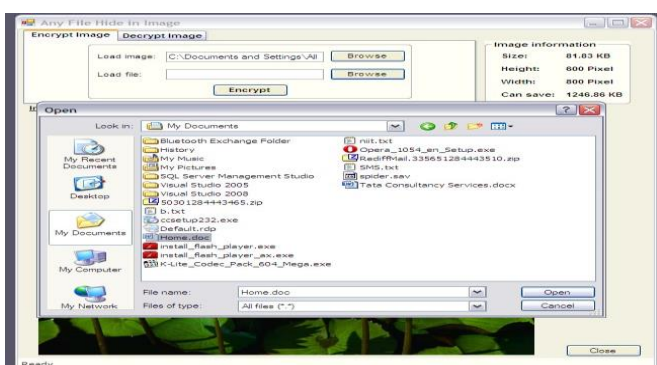 Any File Hide in Image
Encrypt Image Decrypt Image
Load image: C:\Documents and Settings\All Browse
Load file: Browse
Encrypt
Image information
Size: 81.83 KB
Height: 600 Pixel
Width: 800 Pixel
Can save: 1246.86 KB
Open
Look in: My Documents
My Recent Documents
Desktop
My Documents
My Computer
My Network
Bluetooth Exchange Folder
History
My Music
My Pictures
SQL Server Management Studio
Visual Studio 2005
Visual Studio 2008
50301284443465.zip
b.txt
ccsetup232.exe
Default.rdp
Home.doc
install_flash_player.exe
install_flash_player_ax.exe
K-Lite_Codec_Pack_604_Mega.exe
niit.txt
Opera_1054_en_Setup.exe
RediffMail.335651284443510.zip
SMS.txt
spider.sav
Tata Consultancy Services.docx
File name: Home.doc Open
Files of type: All files (*.*) Cancel
Close
Ready